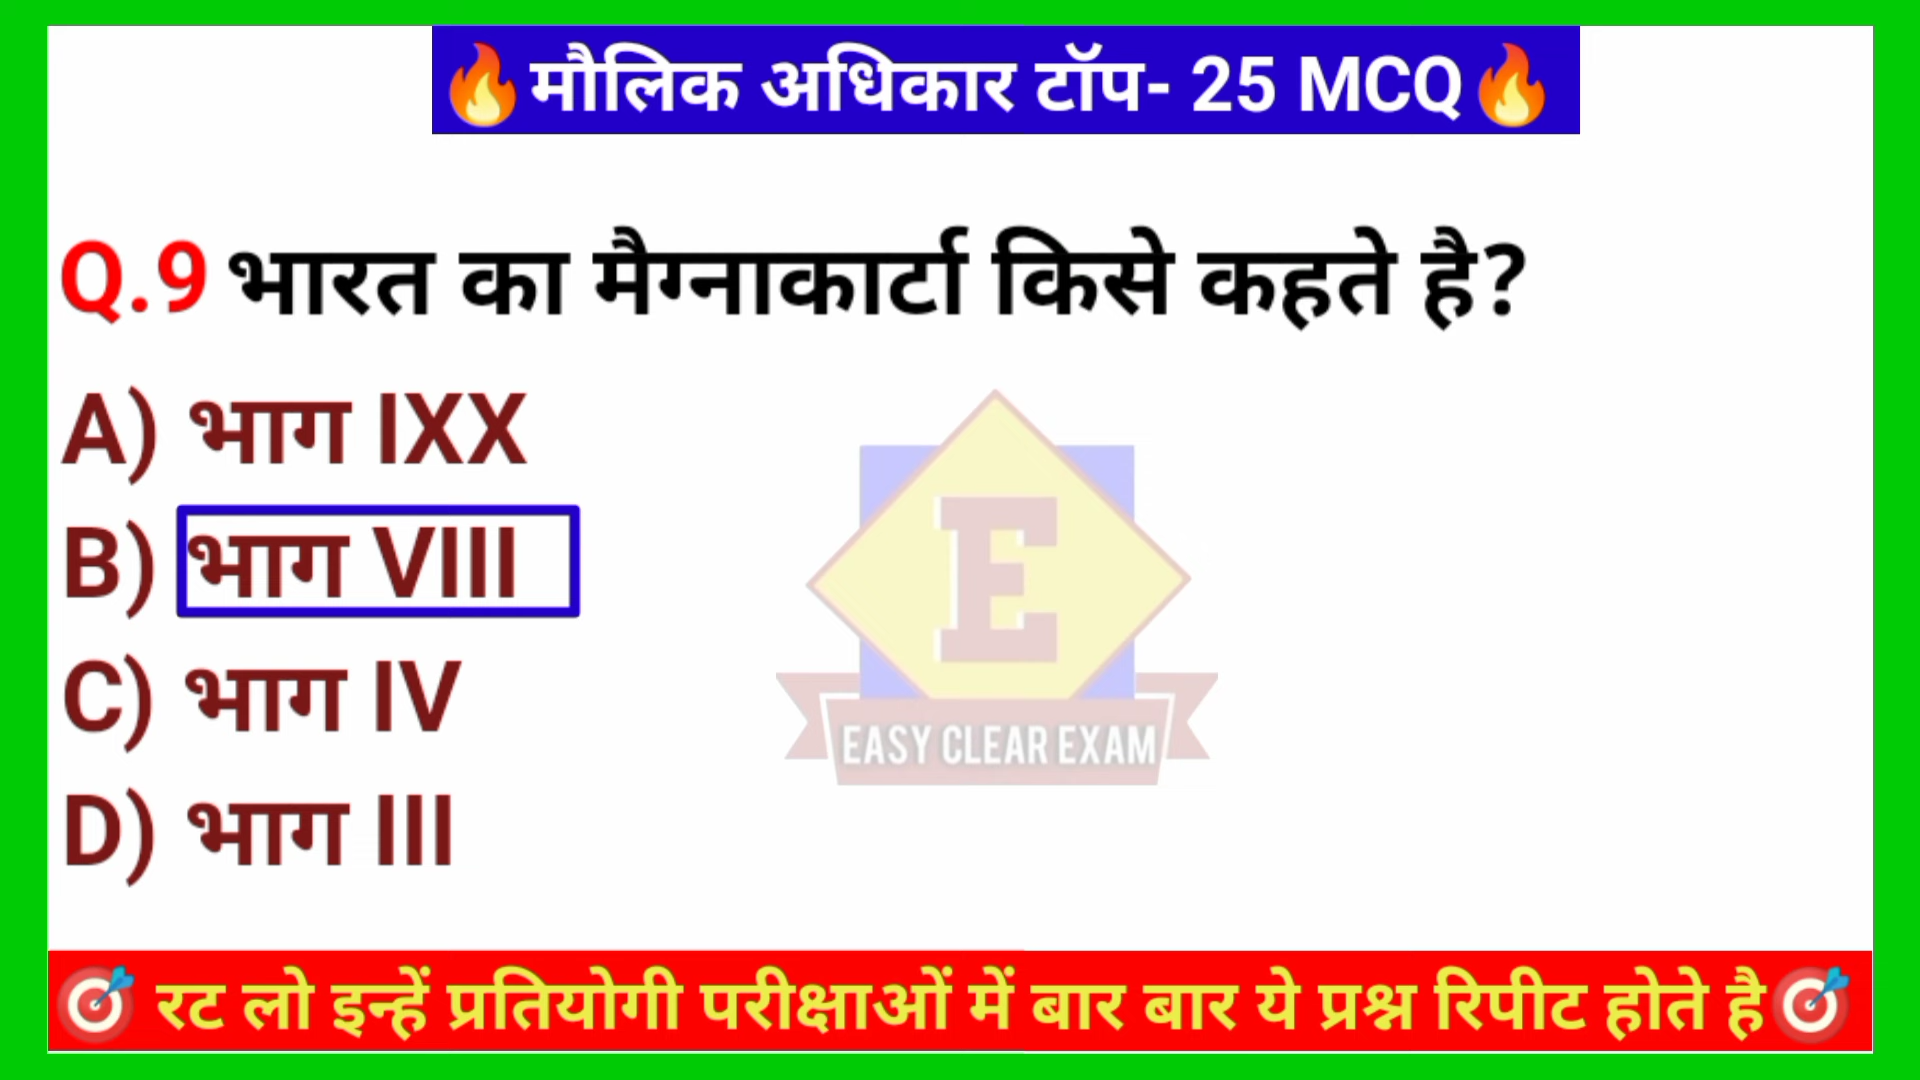 🔥मौलिक अधिकार टॉप- 25 MCQ🔥
Q.9 भारत का मैग्नाकार्टा किसे कहते है?
A) भाग IXX
B) भाग VIII
C) भाग IV
D) भाग III
E
EASY CLEAR EXAM
🎯 रट लो इन्हें प्रतियोगी परीक्षाओं में बार बार ये प्रश्न रिपीट होते है🎯